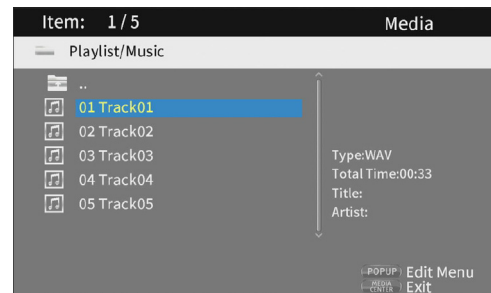 Item: 1/5 Media
Playlist/Music
..
01 Track01
02 Track02
03 Track03
04 Track04
05 Track05
Type:WAV
Total Time:00:33
Title:
Artist:
POPUP Edit Menu
MEDIA CENTER Exit